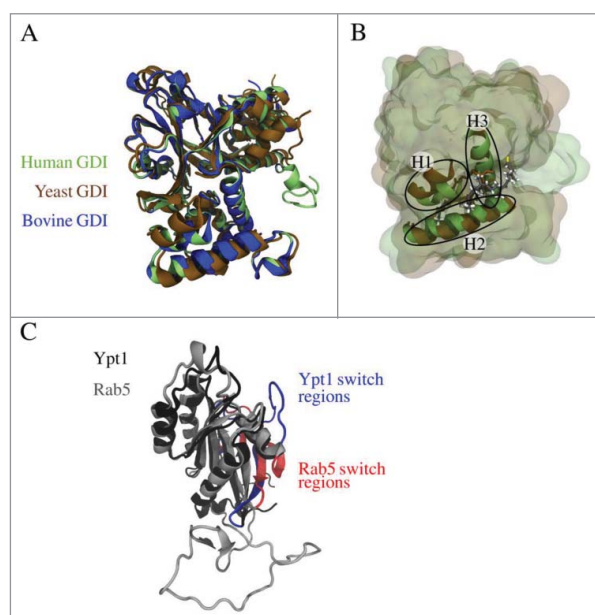 A
Human GDI
Yeast GDI
Bovine GDI
B
H1
H3
H2
C
Ypt1
Rab5
Ypt1 switch
regions
Rab5 switch
regions